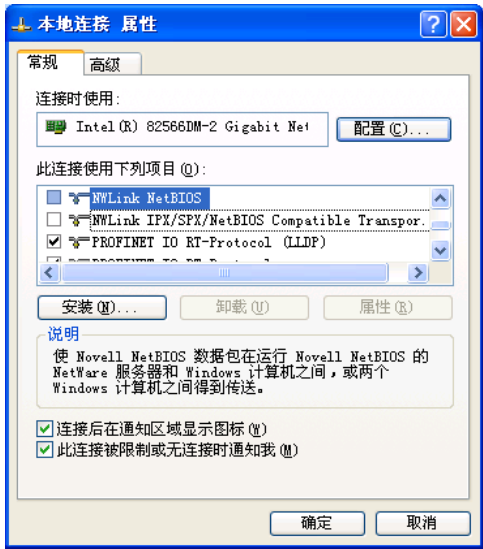 本地连接 属性
常规
高级
连接时使用:
Intel(R) 82566DM-2 Gigabit Net
配置(C)...
此连接使用下列项目(O):
NWLink NetBIOS
NWLink IPX/SPX/NetBIOS Compatible Transpor.
PROFINET IO RT-Protocol (LLDP)
安装(N)...
卸载(U)
属性(R)
说明
使 Novell NetBIOS 数据包在运行 Novell NetBIOS 的
NetWare 服务器和 Windows 计算机之间,或两个
Windows 计算机之间得到传送。
连接后在通知区域显示图标(W)
此连接被限制或无连接时通知我(M)
确定
取消